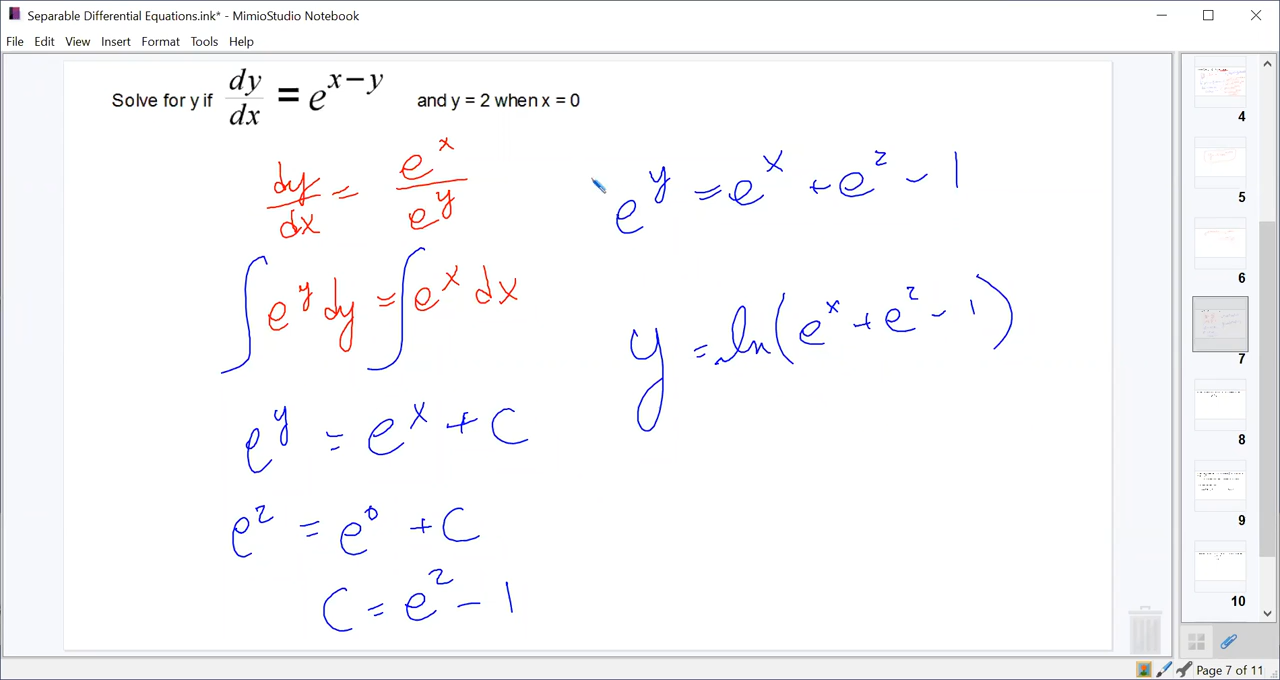 Separable Differential Equations.ink* - MimioStudio Notebook
File Edit View Insert Format Tools Help
Solve for y if dy/dx = e^(x-y) and y = 2 when x = 0
dy/dx = e^x/e^y
∫ e^y dy = ∫ e^x dx
e^y = e^x + C
e^2 = e^0 + C
C = e^2 - 1
e^y = e^x + e^2 - 1
y = ln(e^x + e^2 - 1)
4
5
6
7
8
9
10
Page 7 of 11